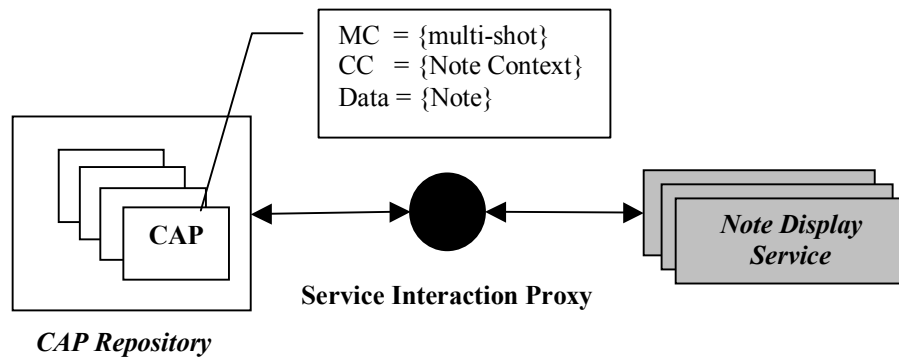 MC = {multi-shot}
CC = {Note Context}
Data = {Note}
CAP
Note Display
Service
Service Interaction Proxy
CAP Repository